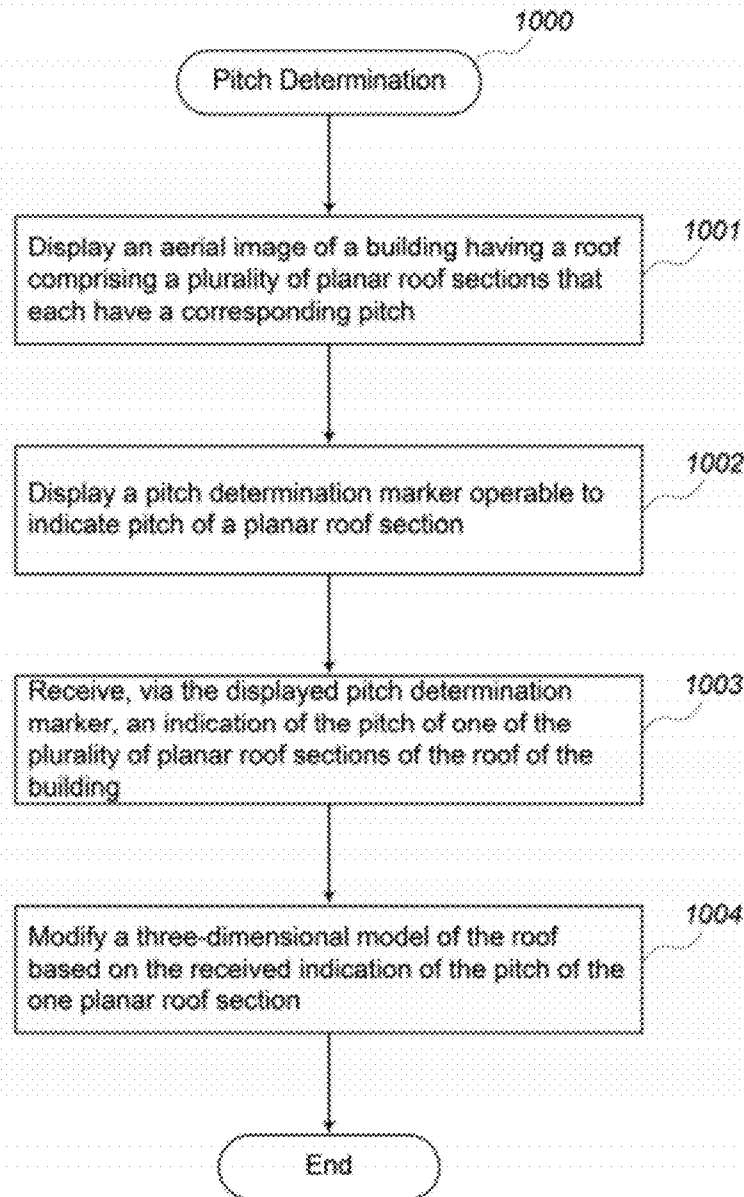 1000
Pitch Determination
1001
Display an aerial image of a building having a roof
comprising a plurality of planar roof sections that
each have a corresponding pitch
1002
Display a pitch determination marker operable to
indicate pitch of a planar roof section
1003
Receive, via the displayed pitch determination
marker, an indication of the pitch of one of the
plurality of planar roof sections of the roof of the
building
1004
Modify a three-dimensional model of the roof
based on the received indication of the pitch of the
one planar roof section
End